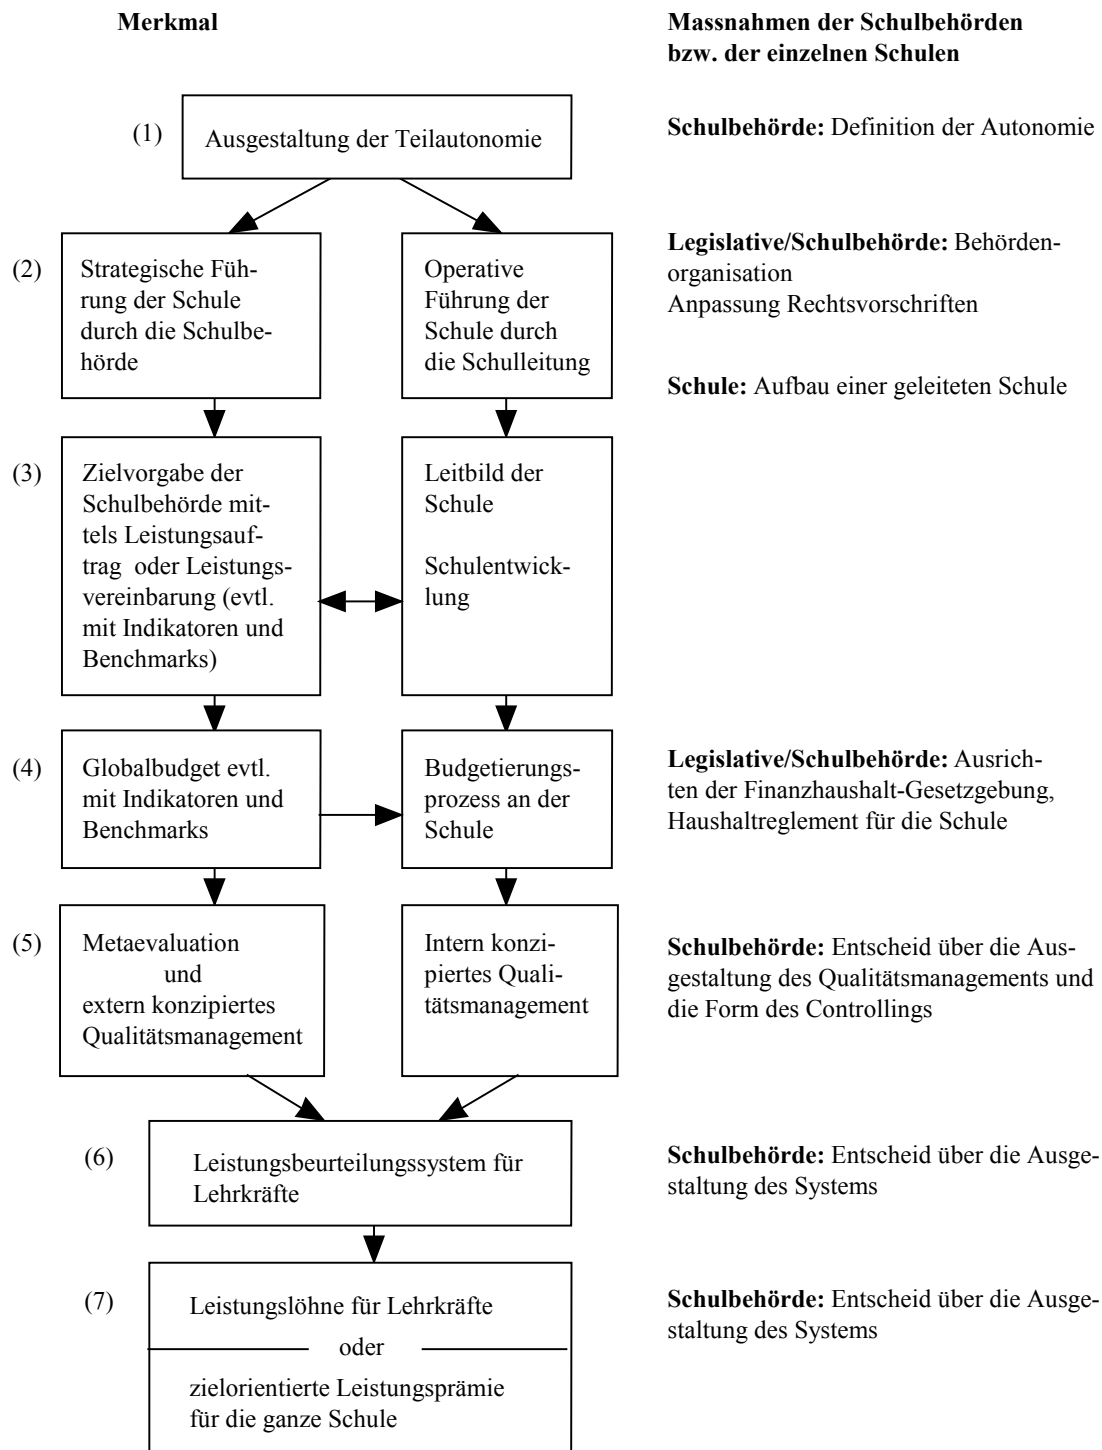 Merkmal
Massnahmen der Schulbehörden
bzw. der einzelnen Schulen
(1)
Ausgestaltung der Teilautonomie
Schulbehörde: Definition der Autonomie
(2)
Strategische Füh-
rung der Schule
durch die Schulbe-
hörde
Operative
Führung der
Schule durch
die Schulleitung
Legislative/Schulbehörde: Behörden-
organisation
Anpassung Rechtsvorschriften
Schule: Aufbau einer geleiteten Schule
(3)
Zielvorgabe der
Schulbehörde mit-
tels Leistungsauf-
trag oder Leistungs-
vereinbarung (evtl.
mit Indikatoren und
Benchmarks)
Leitbild der
Schule
Schulentwick-
lung
(4)
Globalbudget evtl.
mit Indikatoren und
Benchmarks
Budgetierungs-
prozess an der
Schule
Legislative/Schulbehörde: Ausrich-
ten der Finanzhaushalt-Gesetzgebung,
Haushaltreglement für die Schule
(5)
Metaevaluation
und
extern konzipiertes
Qualitätsmanagement
Intern konzi-
piertes Quali-
tätsmanagement
Schulbehörde: Entscheid über die Aus-
gestaltung des Qualitätsmanagements und
die Form des Controllings
(6)
Leistungsbeurteilungssystem für
Lehrkräfte
Schulbehörde: Entscheid über die Ausge-
staltung des Systems
(7)
Leistungslöhne für Lehrkräfte
oder
zielorientierte Leistungsprämie
für die ganze Schule
Schulbehörde: Entscheid über die Ausge-
staltung des Systems